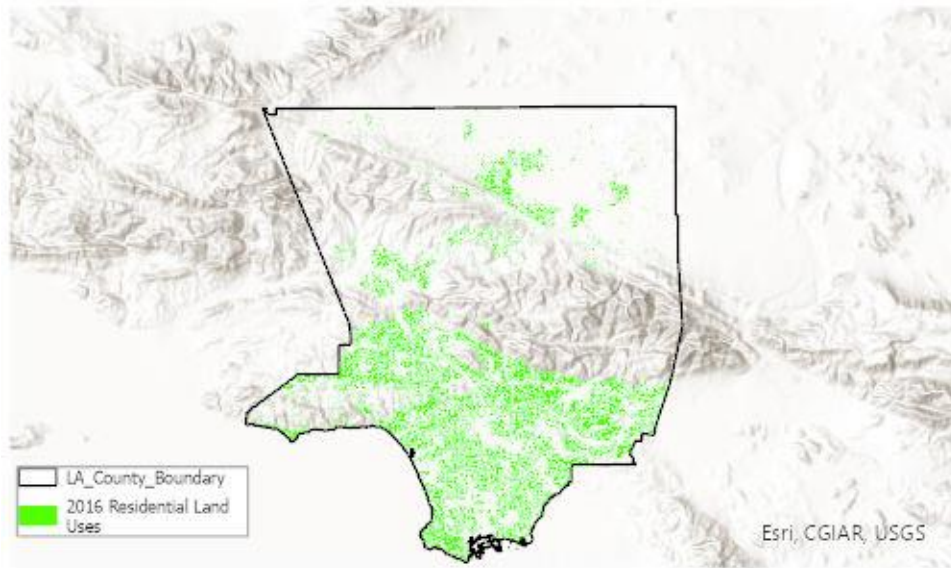 LA_County_Boundary
2016 Residential Land
Uses
Esri, CGIAR, USGS